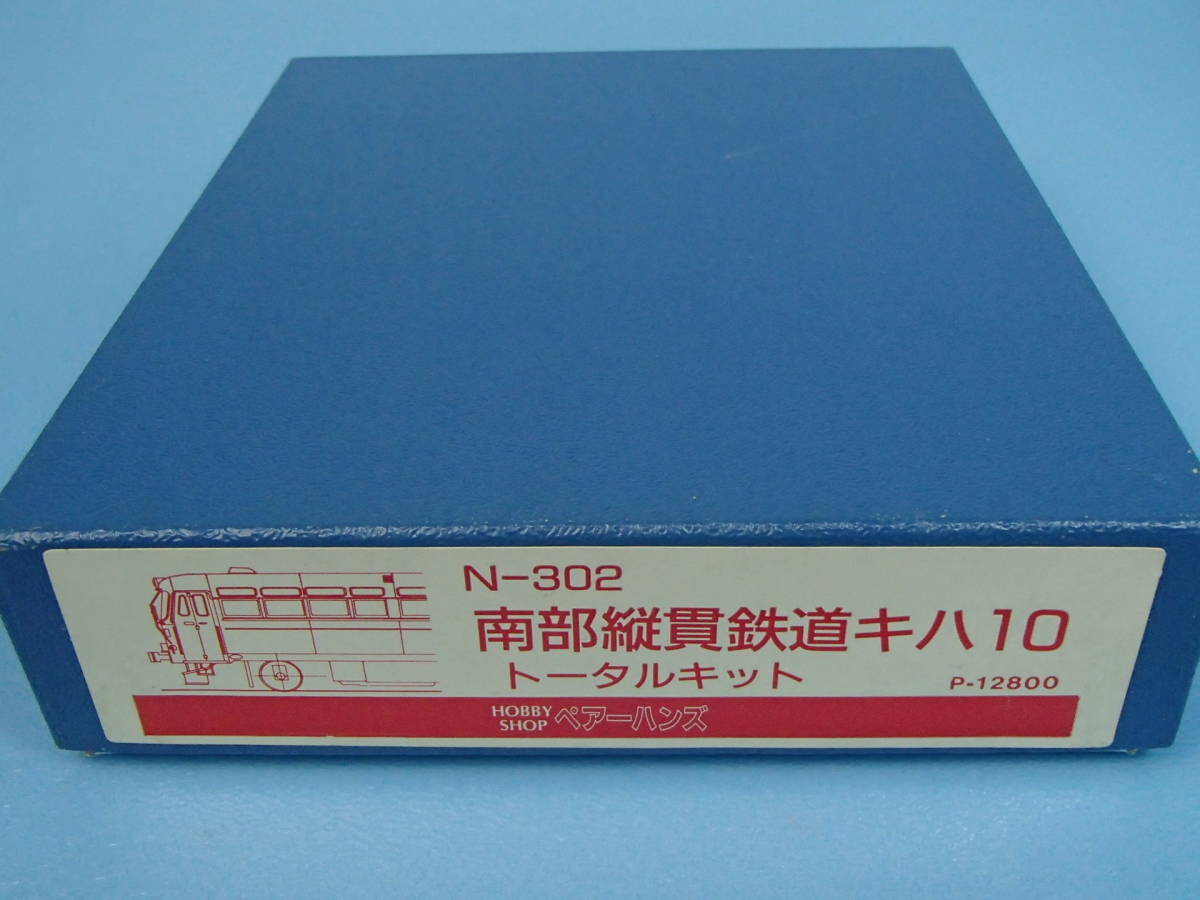 N-302
南部縦貫鉄道キハ10
トータルキット
P-12800
HOBBY SHOP ペアーハンズ